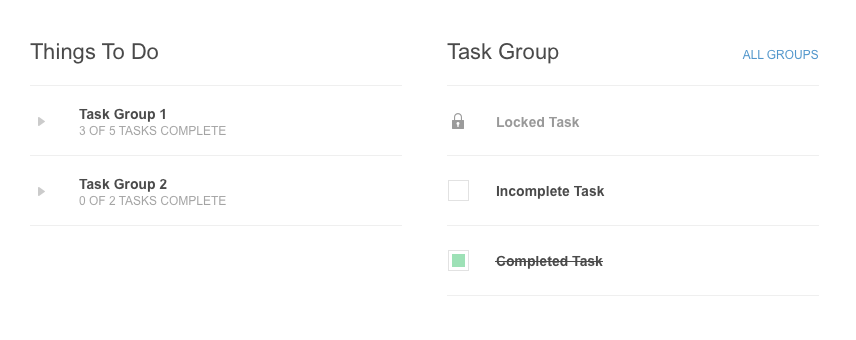 Things To Do
Task Group 1
3 OF 5 TASKS COMPLETE
Task Group 2
0 OF 2 TASKS COMPLETE
Task Group
ALL GROUPS
Locked Task
Incomplete Task
Completed Task